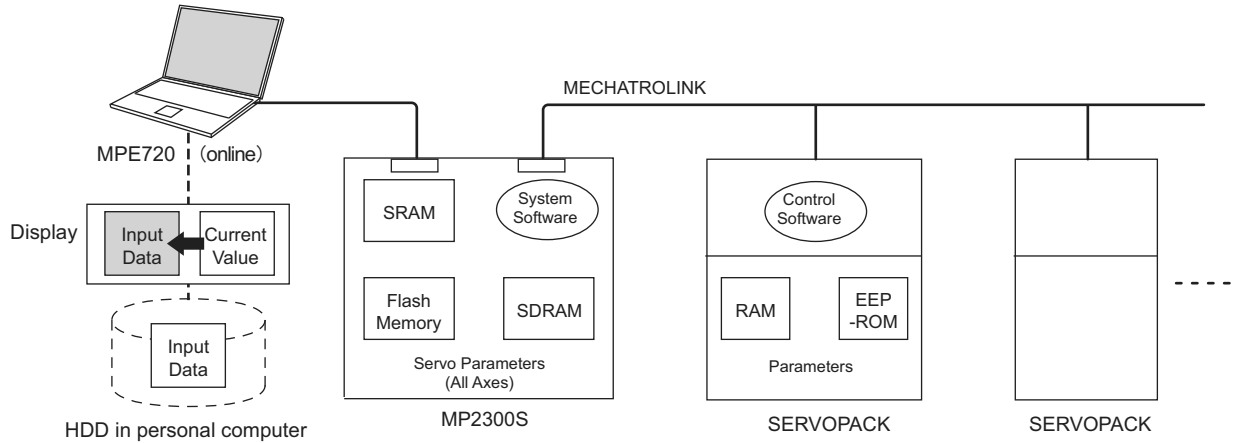 MECHATROLINK
MPE720 (online)
Display
Input
Data
Current
Value
Input
Data
HDD in personal computer
SRAM
System
Software
Flash
Memory
SDRAM
Servo Parameters
(All Axes)
MP2300S
Control
Software
RAM
EEP
-ROM
Parameters
SERVOPACK
SERVOPACK